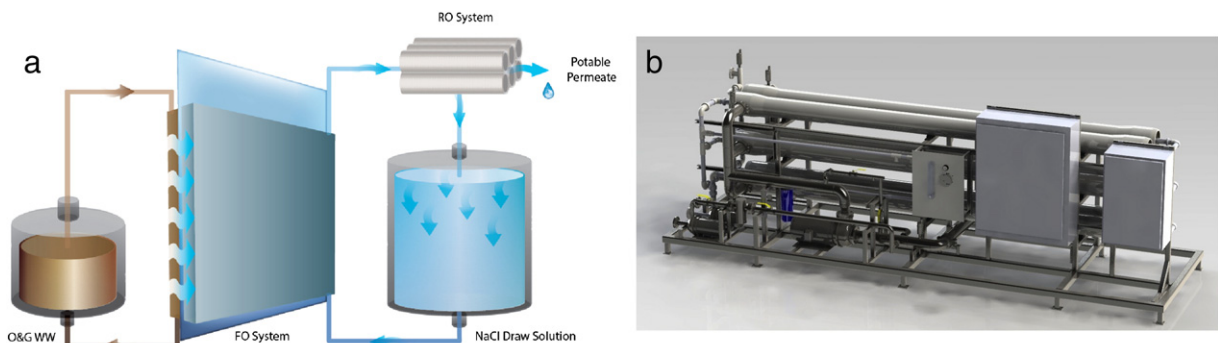 a
RO System
Potable
Permeate
O&G WW
FO System
NaCl Draw Solution
b